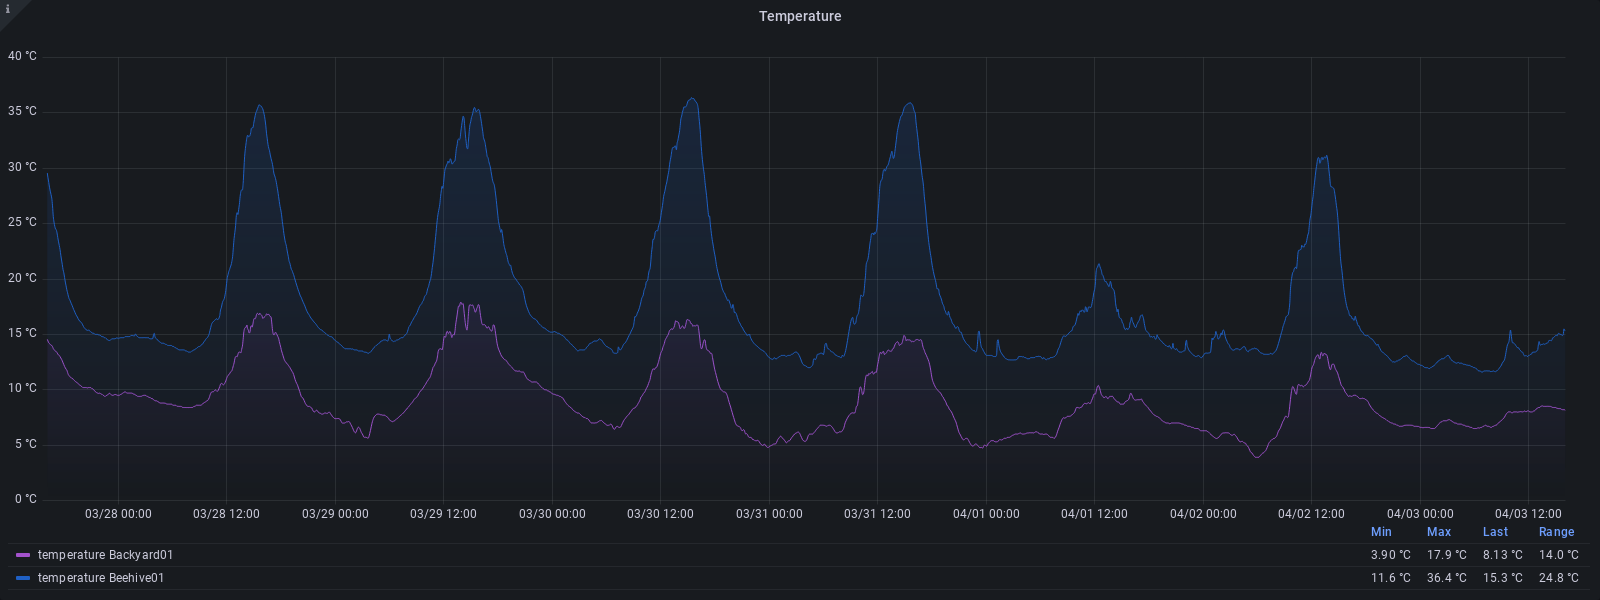 i
Temperature
40 °C
35 °C
30 °C
25 °C
20 °C
15 °C
10 °C
5 °C
0 °C
03/28 00:00 03/28 12:00 03/29 00:00 03/29 12:00 03/30 00:00 03/30 12:00 03/31 00:00 03/31 12:00 04/01 00:00 04/01 12:00 04/02 00:00 04/02 12:00 04/03 00:00 04/03 12:00
Min Max Last Range
temperature Backyard01 3.90 °C 17.9 °C 8.13 °C 14.0 °C
temperature Beehive01 11.6 °C 36.4 °C 15.3 °C 24.8 °C